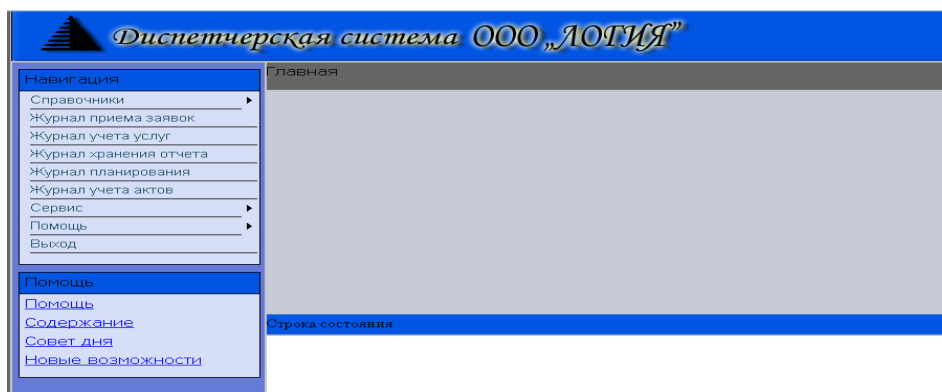 Диспетчерская система ООО „ЛОГИЯ”
Навигация
Справочники
Журнал приема заявок
Журнал учета услуг
Журнал хранения отчета
Журнал планирования
Журнал учета актов
Сервис
Помощь
Выход
Помощь
Помощь
Содержание
Совет дня
Новые возможности
Главная
Строка состояния